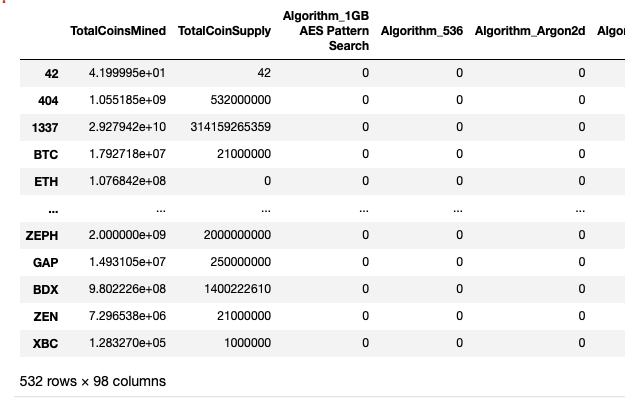 TotalCoinsMined TotalCoinSupply Algorithm_1GB AES Pattern Search Algorithm_536 Algorithm_Argon2d Algo
42 4.199995e+01 42 0 0 0
404 1.055185e+09 532000000 0 0 0
1337 2.927942e+10 314159265359 0 0 0
BTC 1.792718e+07 21000000 0 0 0
ETH 1.076842e+08 0 0 0 0
... ... ... ... ... ...
ZEPH 2.000000e+09 2000000000 0 0 0
GAP 1.493105e+07 250000000 0 0 0
BDX 9.802226e+08 1400222610 0 0 0
ZEN 7.296538e+06 21000000 0 0 0
XBC 1.283270e+05 1000000 0 0 0
532 rows × 98 columns